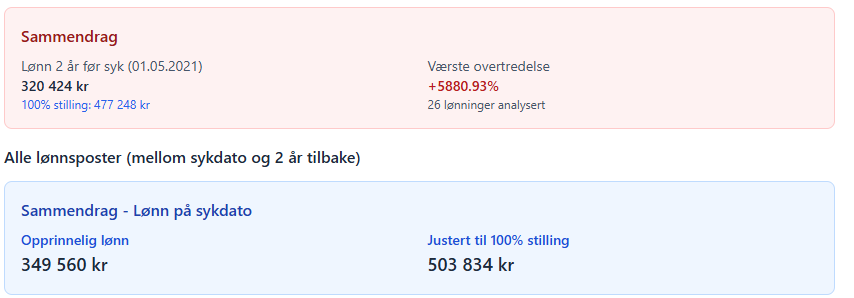 Sammendrag
Lønn 2 år før syk (01.05.2021)
320 424 kr
100% stilling: 477 248 kr
Værste overtredelse
+5880.93%
26 lønninger analysert
Alle lønnsposter (mellom sykdato og 2 år tilbake)
Sammendrag - Lønn på sykdato
Opprinnelig lønn
349 560 kr
Justert til 100% stilling
503 834 kr